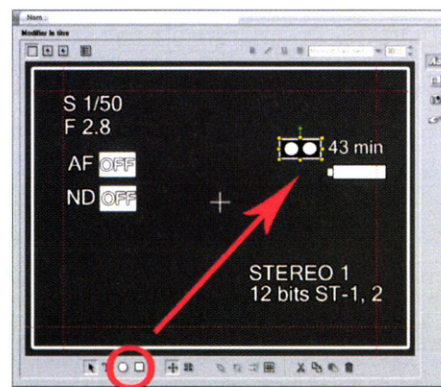 Nom :
Modifier le titre
S 1/50
F 2.8
AF OFF
ND OFF
43 min
STEREO 1
12 bits ST-1, 2